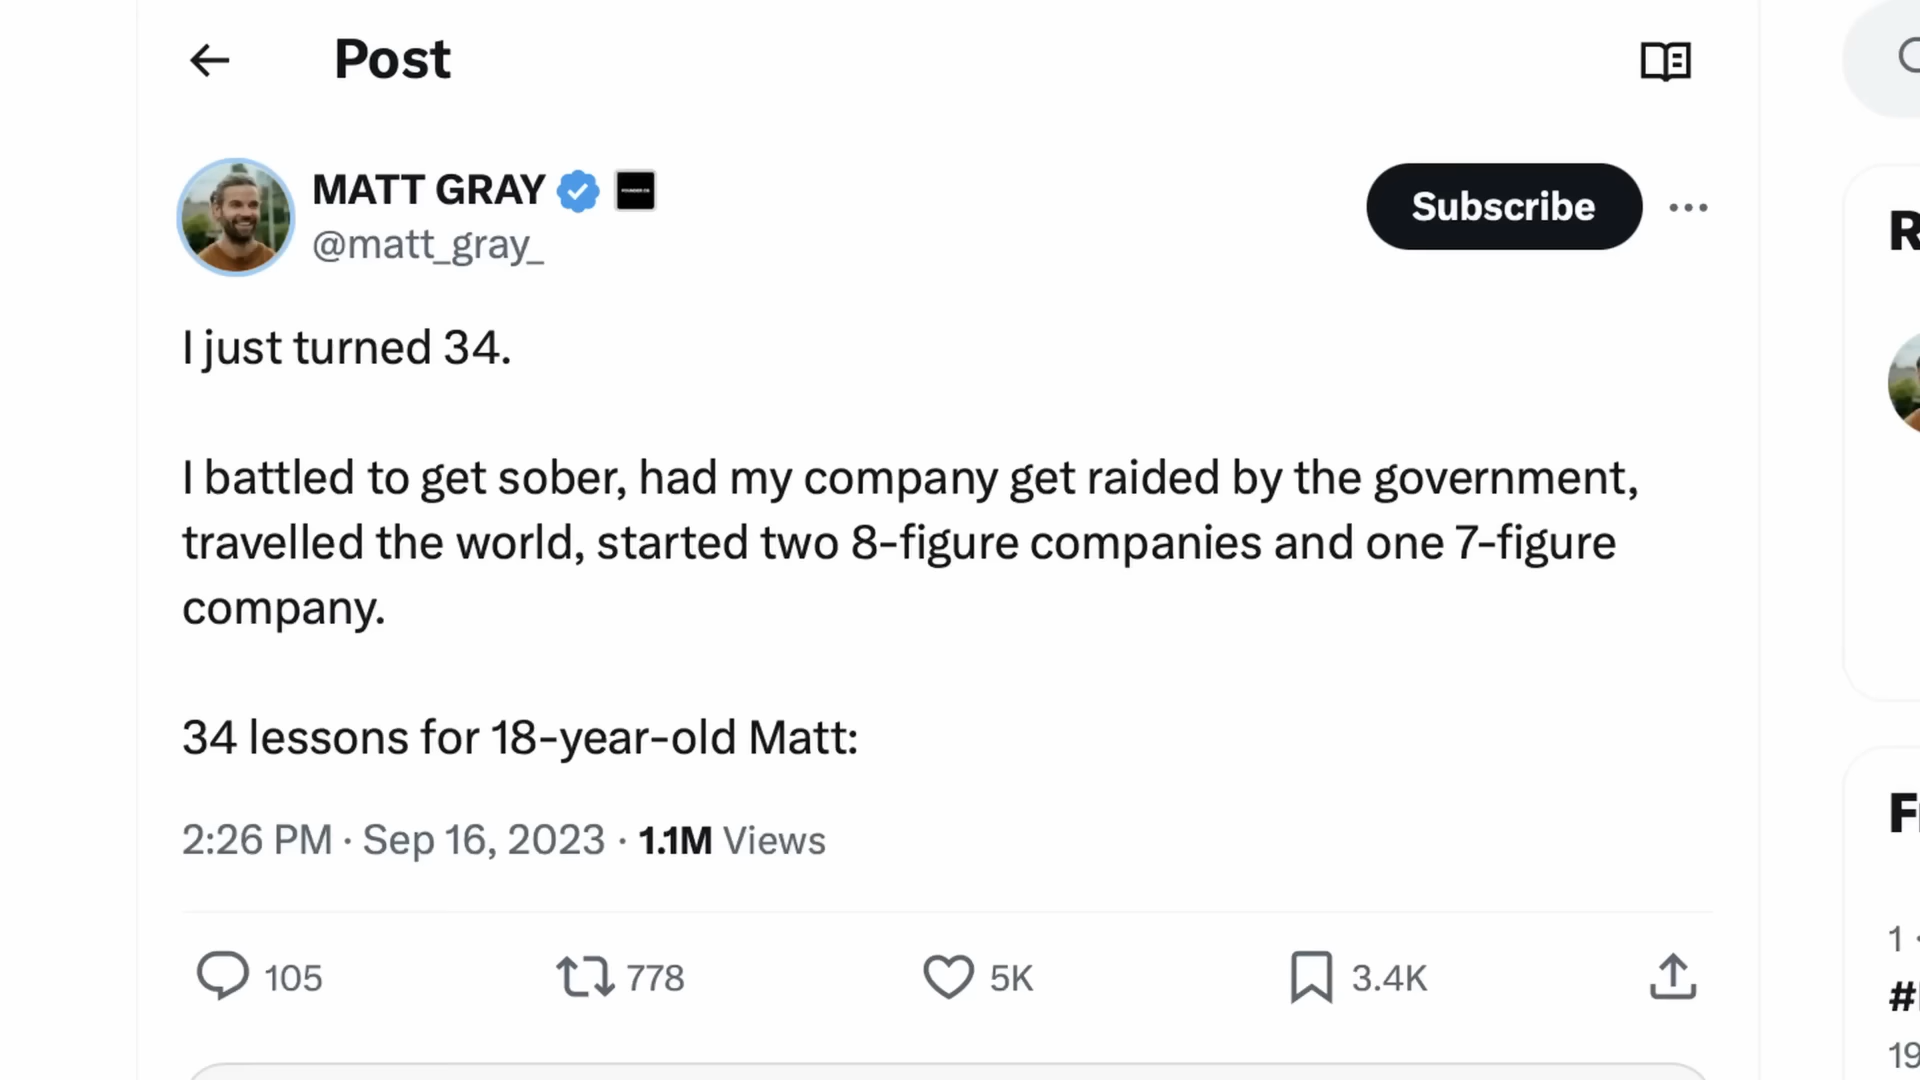 Post
MATT GRAY
@matt_gray_
Subscribe
I just turned 34.
I battled to get sober, had my company get raided by the government,
travelled the world, started two 8-figure companies and one 7-figure
company.
34 lessons for 18-year-old Matt:
2:26 PM · Sep 16, 2023 · 1.1M Views
105
778
5K
3.4K
R
F
1 ·
#
19